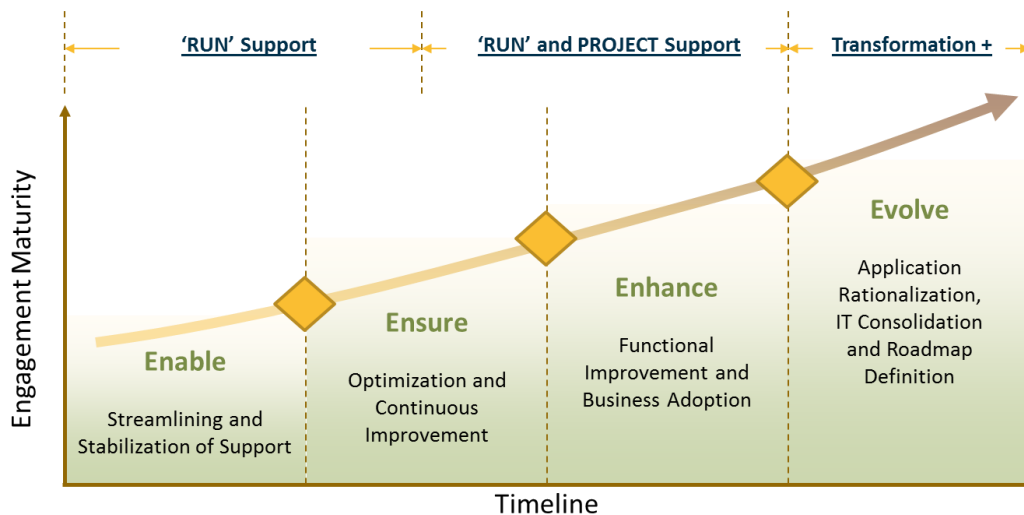 ‘RUN’ Support
‘RUN’ and PROJECT Support
Transformation +
Engagement Maturity
Enable
Streamlining and
Stabilization of Support
Ensure
Optimization and
Continuous
Improvement
Enhance
Functional
Improvement and
Business Adoption
Evolve
Application
Rationalization,
IT Consolidation
and Roadmap
Definition
Timeline